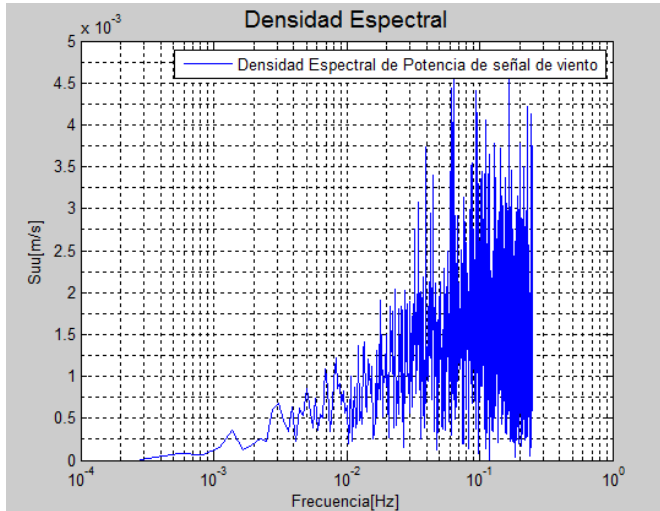 Densidad Espectral
x 10⁻³
Densidad Espectral de Potencia de señal de viento
5
4.5
4
3.5
3
2.5
2
1.5
1
0.5
0
Suu[m/s]
10⁻⁴ 10⁻³ 10⁻² 10⁻¹ 10⁰
Frecuencia[Hz]